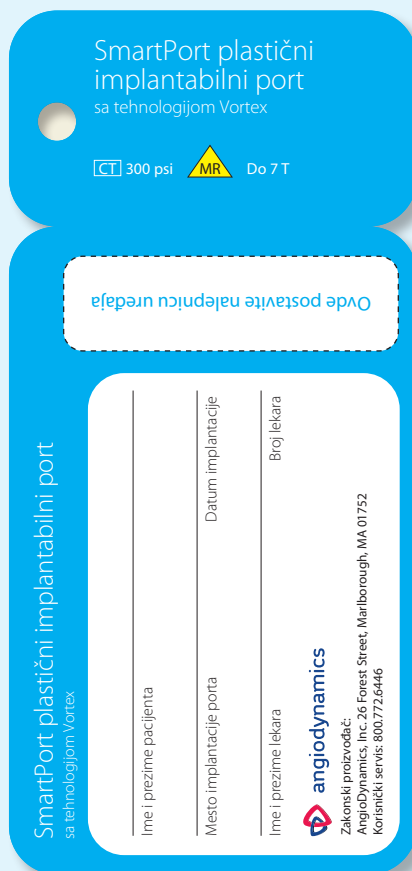 SmartPort plastični
implantabilni port
sa tehnologijom Vortex
CT 300 psi MR Do 7 T
Ovde postavite nalepnicu uređaja
SmartPort plastični implantabilni port
sa tehnologijom Vortex
Ime i prezime pacijenta
Mesto implantacije porta Datum implantacije
Ime i prezime lekara Broj lekara
angiodynamics
Zakonski proizvođač:
AngioDynamics, Inc. 26 Forest Street, Marlborough, MA 01752
Korisnički servis: 800.772.6446